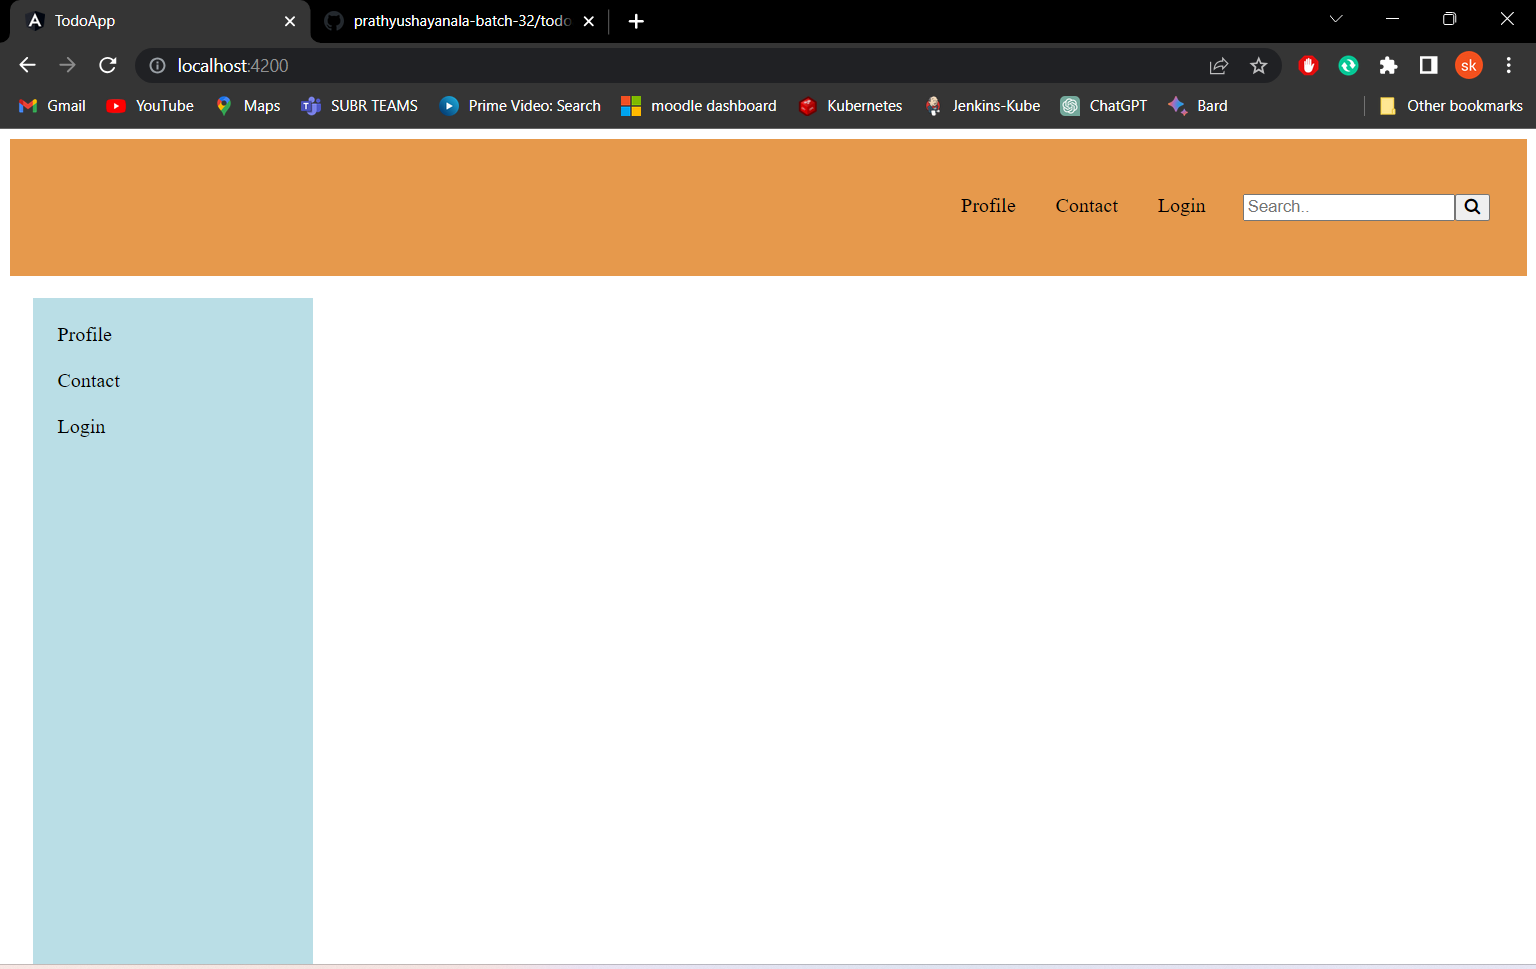 TodoApp
prathyushayanala-batch-32/todo
localhost:4200
sk
Gmail YouTube Maps SUBR TEAMS Prime Video: Search moodle dashboard Kubernetes Jenkins-Kube ChatGPT Bard Other bookmarks
Profile Contact Login Search..
Profile
Contact
Login